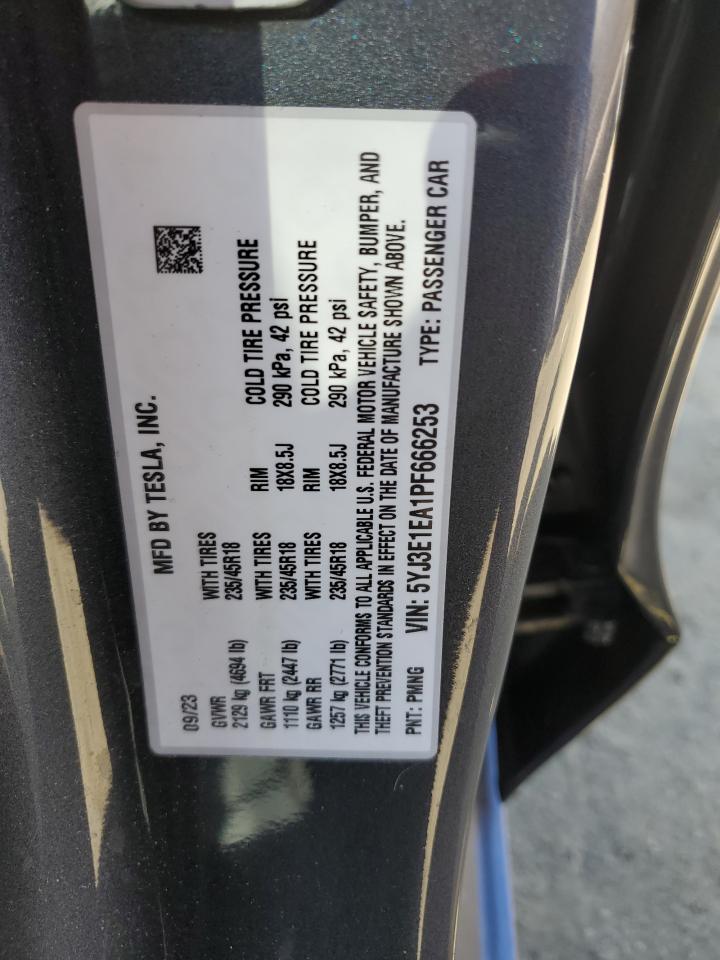 MFD BY TESLA, INC.
09/23
GVWR WITH TIRES
2129 kg (4694 lb) 235/45R18
GAWR FRT WITH TIRES RIM COLD TIRE PRESSURE
1110 kg (2447 lb) 235/45R18 18X8.5J 290 kPa, 42 psi
GAWR RR WITH TIRES RIM COLD TIRE PRESSURE
1257 kg (2771 lb) 235/45R18 18X8.5J 290 kPa, 42 psi
THIS VEHICLE CONFORMS TO ALL APPLICABLE U.S. FEDERAL MOTOR VEHICLE SAFETY, BUMPER, AND
THEFT PREVENTION STANDARDS IN EFFECT ON THE DATE OF MANUFACTURE SHOWN ABOVE.
PNT: PMNG VIN: 5YJ3E1EA1PF666253 TYPE: PASSENGER CAR